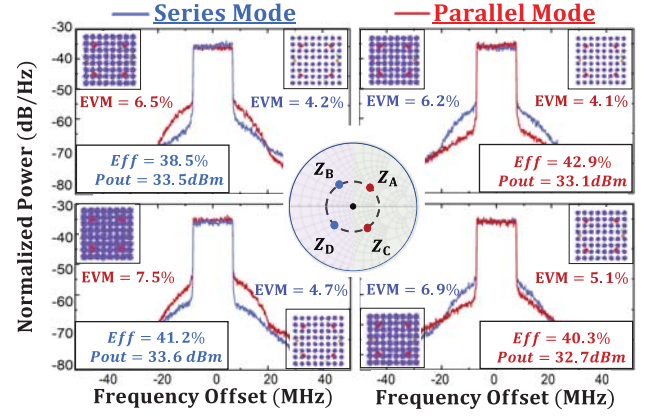 Series Mode
Parallel Mode
Normalized Power (dB/Hz)
-30
-40
-50
-60
-70
-80
EVM = 6.5%
EVM = 4.2%
Eff = 38.5%
Pout = 33.5dBm
EVM = 6.2%
EVM = 4.1%
Eff = 42.9%
Pout = 33.1dBm
Z_B
Z_A
Z_D
Z_C
-30
-40
-50
-60
-70
-80
EVM = 7.5%
EVM = 4.7%
Eff = 41.2%
Pout = 33.6 dBm
EVM = 6.9%
EVM = 5.1%
Eff = 40.3%
Pout = 32.7dBm
-40 -20 0 20 40
-40 -20 0 20 40
Frequency Offset (MHz)
Frequency Offset (MHz)